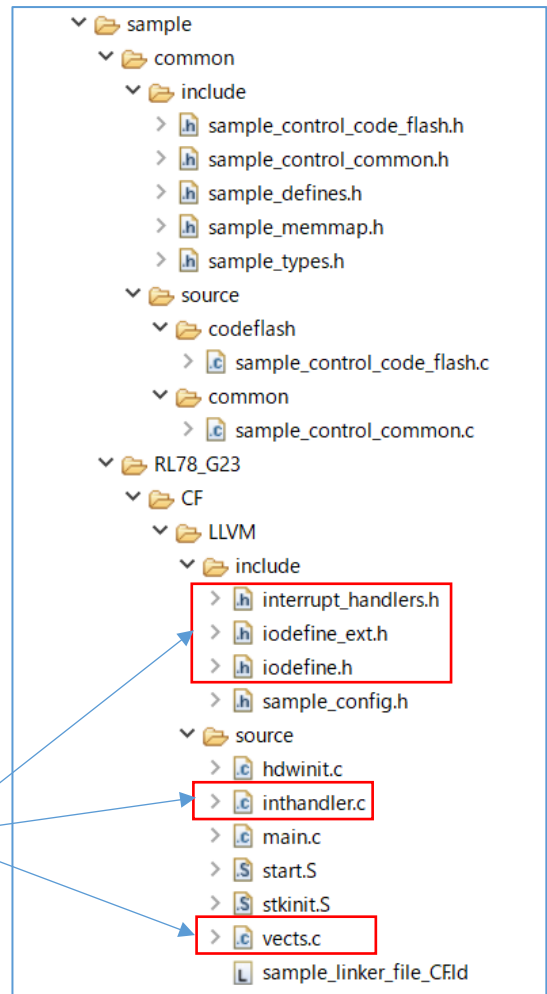 sample
common
include
.h sample_control_code_flash.h
.h sample_control_common.h
.h sample_defines.h
.h sample_memmap.h
.h sample_types.h
source
codeflash
.c sample_control_code_flash.c
common
.c sample_control_common.c
RL78_G23
CF
LLVM
include
.h interrupt_handlers.h
.h iodefine_ext.h
.h iodefine.h
.h sample_config.h
source
.c hdwinit.c
.c inthandler.c
.c main.c
.S start.S
.S stkinit.S
.c vects.c
L sample_linker_file_CF.ld